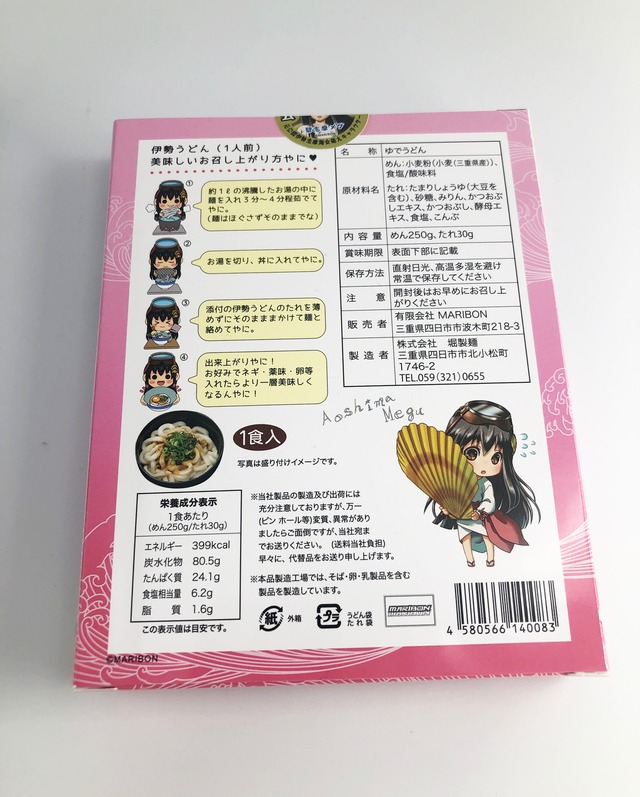 碧志摩メグ
伊勢うどん（1人前）
美味しいお召し上がり方やに♥
①
約1ℓの沸騰したお湯の中に
麺を入れ3分～4分程茹でて
てやに。
（麺はほぐさずそのままでな）
②
お湯を切り、丼に入れてやに。
③
添付の伊勢うどんのたれを薄
めずにそのまままかけて麺と
絡めてやに。
④
出来上がりやに！
お好みでネギ・薬味・卵等
入れたらより一層美味しく
なるんやに！
名 称 ゆでうどん
原材料名 めん：小麦粉（小麦（三重県産））、
食塩/酸味料
たれ：たまりしょうゆ（大豆を
含む）、砂糖、みりん、かつおぶ
しエキス、かつおぶし、酵母エ
キス、食塩、こんぶ
内 容 量 めん250g、たれ30g
賞味期限 表面下部に記載
保存方法 直射日光、高温多湿を避け
常温で保存してください
注 意 開封後はお早めにお召し上
がりください
販 売 者 有限会社 MARIBON
三重県四日市市波木町218-3
製 造 者 株式会社 堀製麺
三重県四日市市北小松町
1746-2
TEL.059（321）0655
Aoshima
Megu
1食入
写真は盛り付けイメージです。
栄養成分表示
1食あたり
（めん250g/たれ30g）
エネルギー 399kcal
炭水化物 80.5g
たんぱく質 24.1g
食塩相当量 6.2g
脂 質 1.6g
この表示値は目安です。
※当社製品の製造及び出荷には
充分注意しておりますが、万一
（ピン ホール等）変質、異常があり
ましたらご面倒ですが、当社宛ま
でお送りください。（送料当社負担）
早々に、代替品をお送り申し上げます。
※本品製造工場では、そば・卵・乳製品を含む
製品を製造しています。
紙 外箱
プラ うどん袋
たれ袋
MARIBON
4 580566 140083
©MARIBON